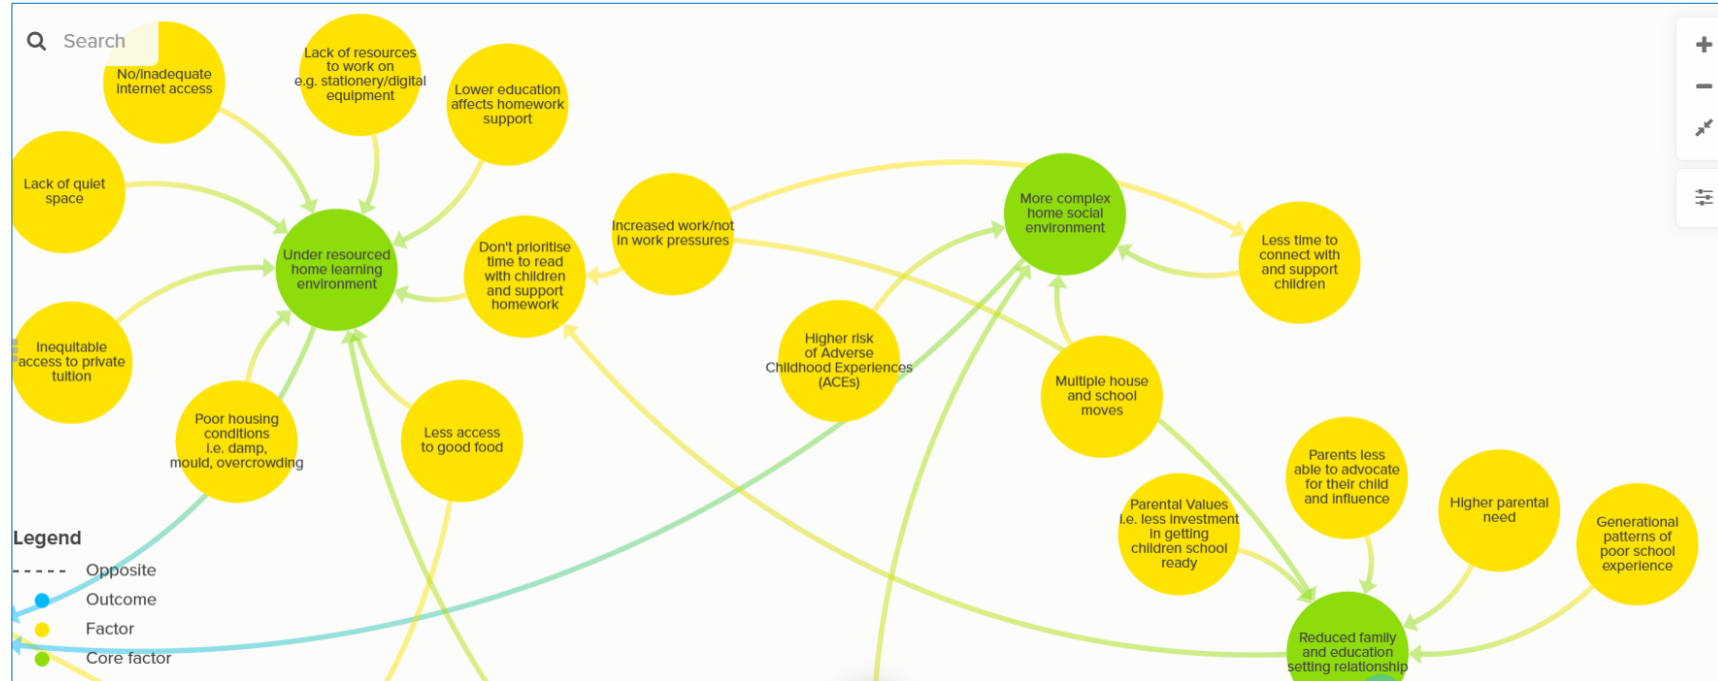 Search
No/inadequate
internet access
Lack of resources
to work on
e.g. stationery/digital
equipment
Lower education
affects homework
support
Lack of quiet
space
Under resourced
home learning
environment
Don't prioritise
time to read
with children
and support
homework
Increased work/not
in work pressures
More complex
home social
environment
Less time to
connect with
and support
children
Inequitable
access to private
tuition
Higher risk
of Adverse
Childhood Experiences
(ACEs)
Multiple house
and school
moves
Poor housing
conditions
i.e. damp,
mould, overcrowding
Less access
to good food
Parental Values
i.e. less investment
in getting
children school
ready
Parents less
able to advocate
for their child
and influence
Higher parental
need
Generational
patterns of
poor school
experience
Reduced family
and education
setting relationship
Legend
Opposite
Outcome
Factor
Core factor